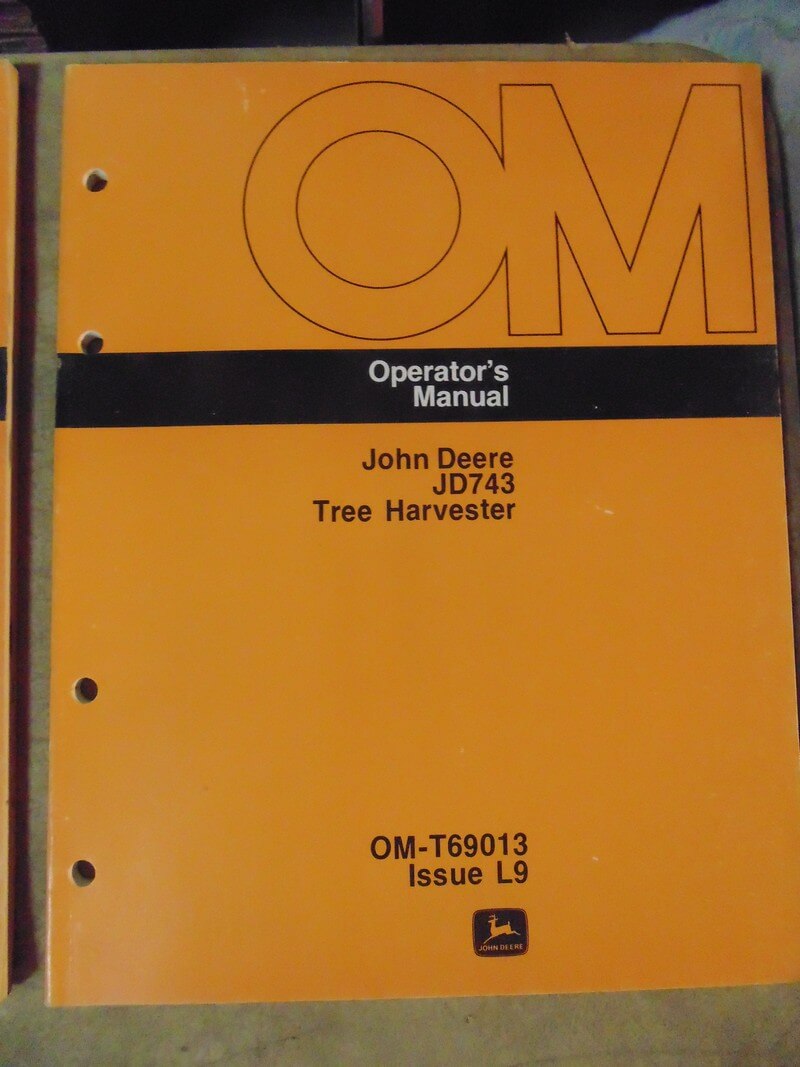 OM
Operator's
Manual
John Deere
JD743
Tree Harvester
OM-T69013
Issue L9
JOHN DEERE